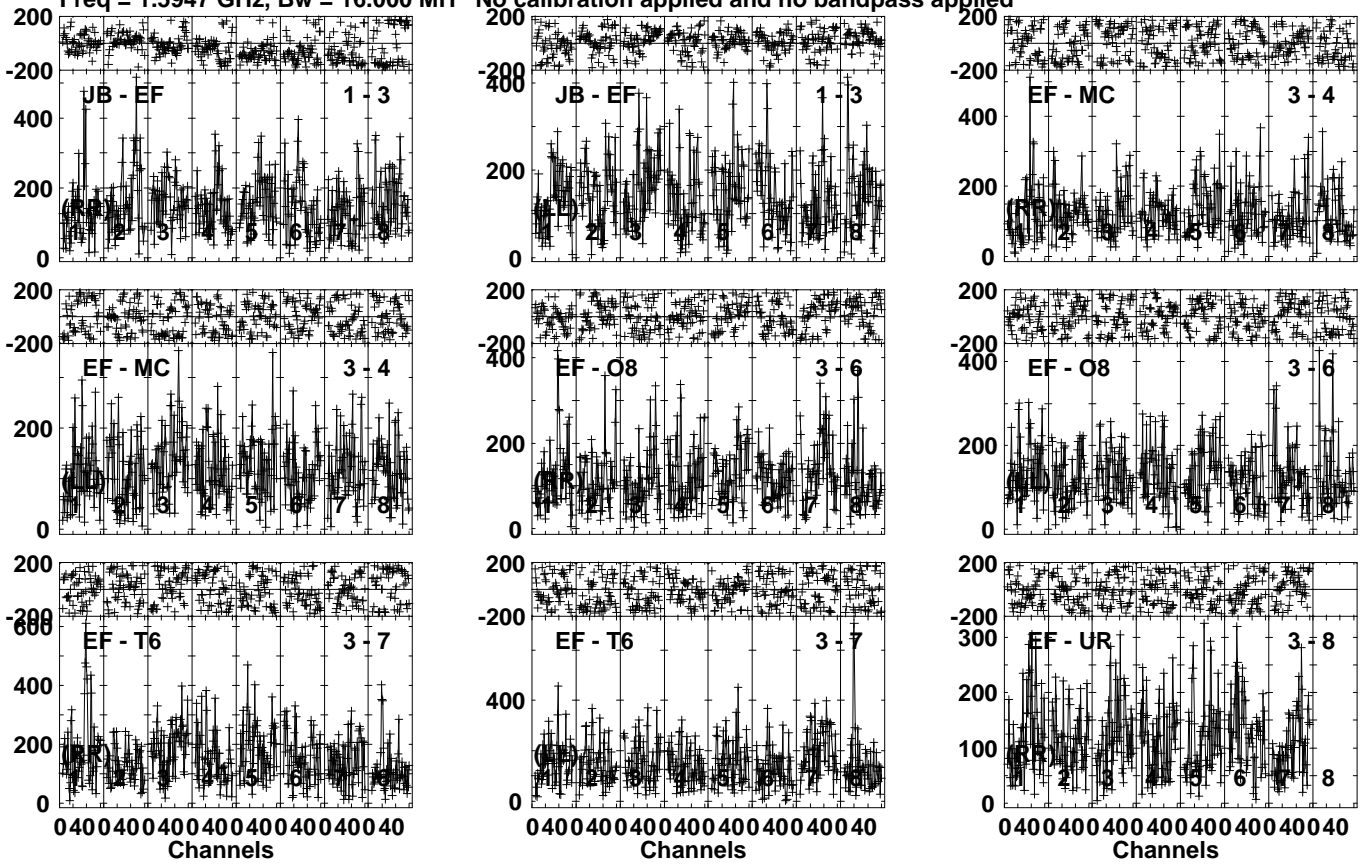 Freq = 1.5947 GHz, Bw = 16.000 MH No calibration applied and no bandpass applied
200 200 200
-200 -200 -200
JB - EF 1 - 3 JB - EF 1 - 3 EF - MC 3 - 4
400 400 400
200 200 200
(RR) (LL) (RR)
1 2 3 4 5 6 7 8 1 2 3 4 5 6 7 8 1 2 3 4 5 6 7 8
0 0 0
200 200 200
-200 -200 -200
EF - MC 3 - 4 EF - O8 3 - 6 EF - O8 3 - 6
400 400
200 200 200
(LL) (RR) (LL)
1 2 3 4 5 6 7 8 1 2 3 4 5 6 7 8 1 2 3 4 5 6 7 8
0 0 0
200 200 200
-200 -200 -200
600 300
EF - T6 3 - 7 EF - T6 3 - 7 EF - UR 3 - 8
400 400 200
200 100
(RR) (LL) (RR)
1 2 3 4 5 6 7 8 1 2 3 4 5 6 7 8 1 2 3 4 5 6 7 8
0 0 0
0 40 0 40 0 40 0 40 0 40 0 40 0 40 0 40 0 40 0 40 0 40 0 40 0 40 0 40 0 40 0 40 0 40 0 40 0 40 0 40 0 40 0 40 0 40 0 40
Channels Channels Channels